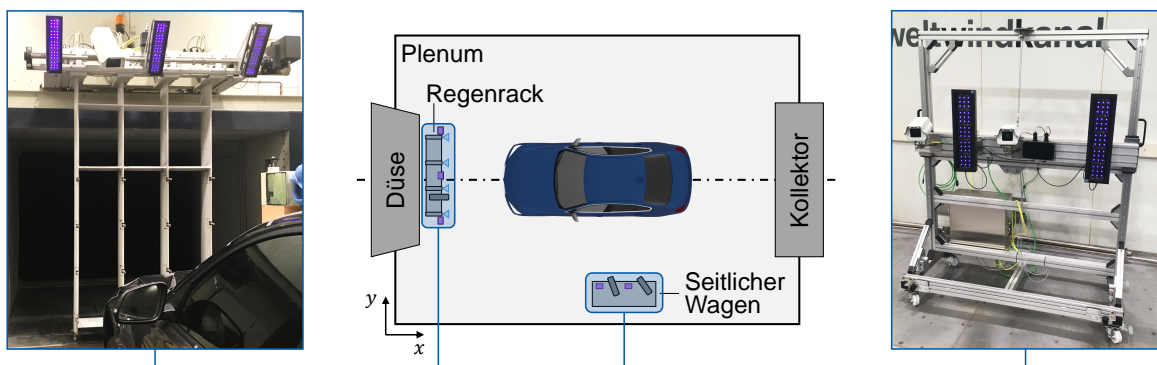 Plenum
Regenrack
Düse
Kollektor
Seitlicher
Wagen
y
x
weltwindkanal